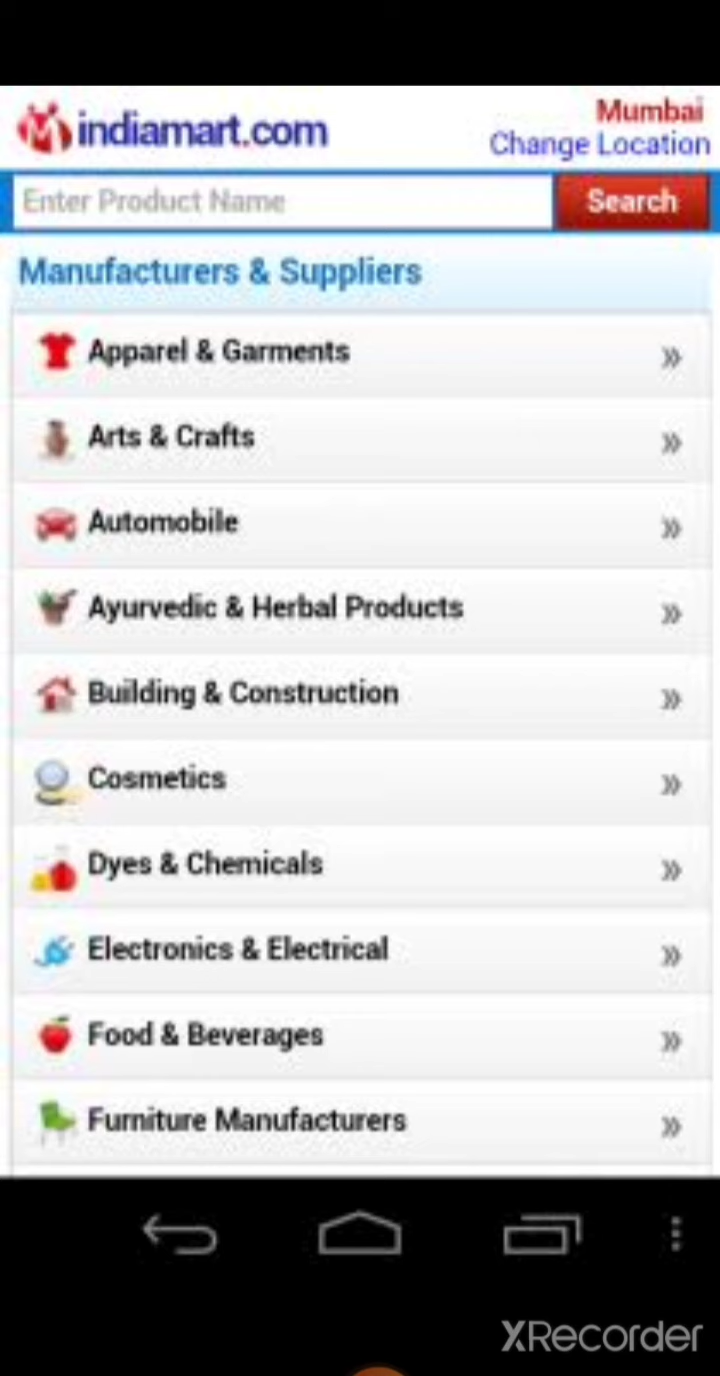 indiamart.com
Mumbai
Change Location
Enter Product Name
Search
Manufacturers & Suppliers
Apparel & Garments
Arts & Crafts
Automobile
Ayurvedic & Herbal Products
Building & Construction
Cosmetics
Dyes & Chemicals
Electronics & Electrical
Food & Beverages
Furniture Manufacturers
XRecorder